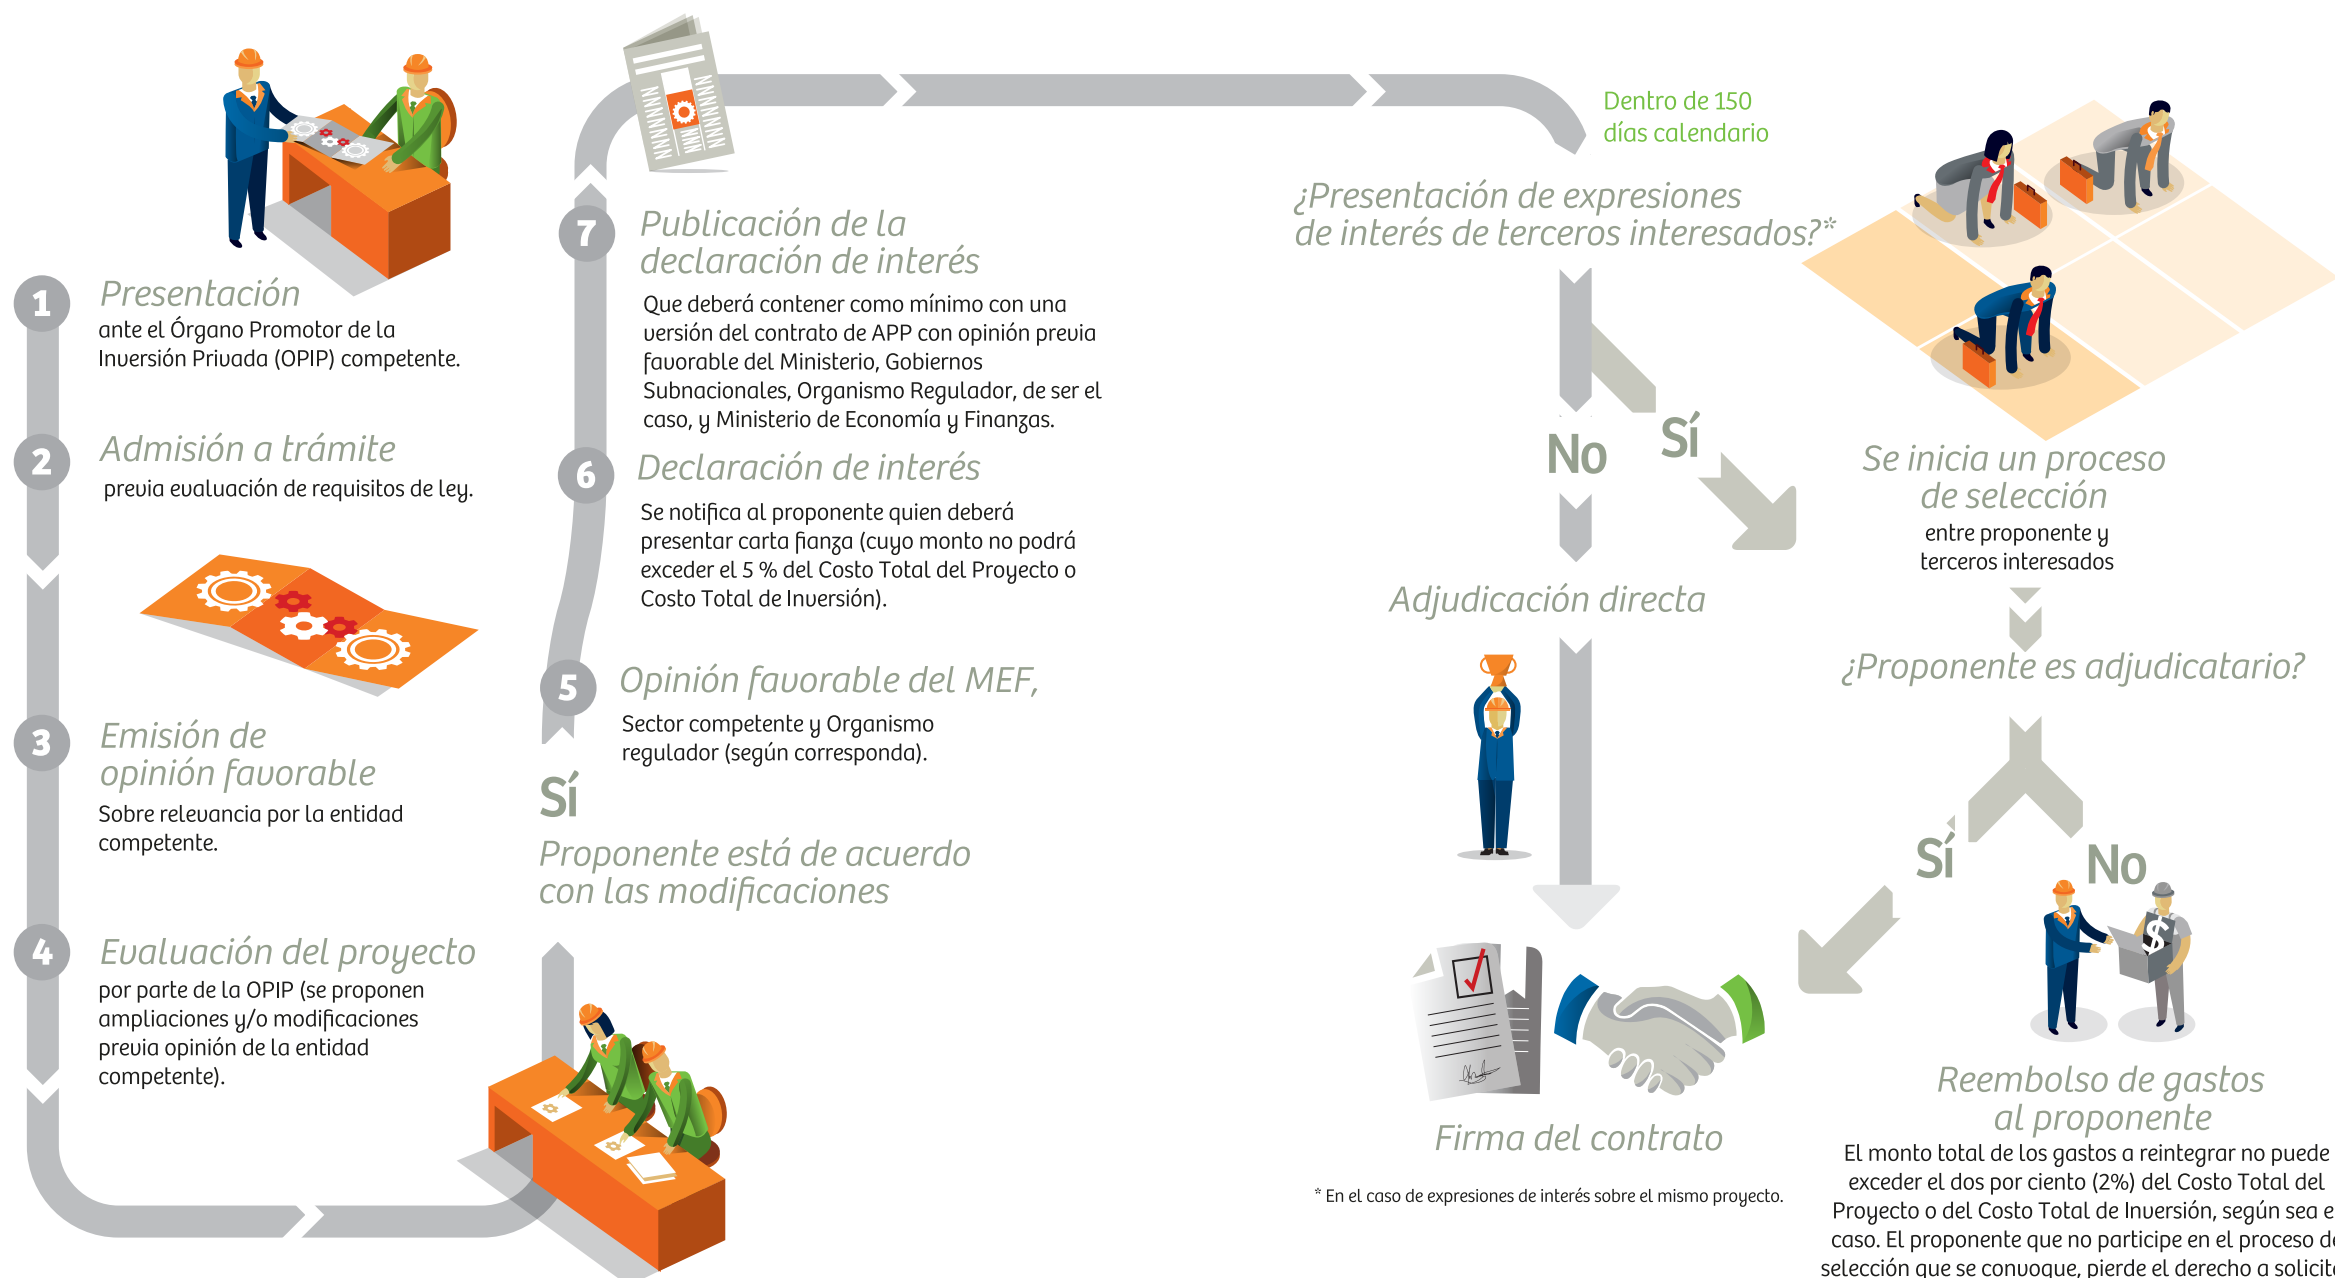 1
Presentación
ante el Órgano Promotor de la
Inversión Privada (OPIP) competente.
2
Admisión a trámite
previa evaluación de requisitos de ley.
3
Emisión de
opinión favorable
Sobre relevancia por la entidad
competente.
4
Evaluación del proyecto
por parte de la OPIP (se proponen
ampliaciones y/o modificaciones
previa opinión de la entidad
competente).
Proponente está de acuerdo
con las modificaciones
Sí
5
Opinión favorable del MEF,
Sector competente y Organismo
regulador (según corresponda).
6
Declaración de interés
Se notifica al proponente quien deberá
presentar carta fianza (cuyo monto no podrá
exceder el 5 % del Costo Total del Proyecto o
Costo Total de Inversión).
7
Publicación de la
declaración de interés
Que deberá contener como mínimo con una
versión del contrato de APP con opinión previa
favorable del Ministerio, Gobiernos
Subnacionales, Organismo Regulador, de ser el
caso, y Ministerio de Economía y Finanzas.
Dentro de 150
días calendario
¿Presentación de expresiones
de interés de terceros interesados?*
No
Sí
Adjudicación directa
Se inicia un proceso
de selección
entre proponente y
terceros interesados
¿Proponente es adjudicatario?
Sí
No
$
Firma del contrato
* En el caso de expresiones de interés sobre el mismo proyecto.
Reembolso de gastos
al proponente
El monto total de los gastos a reintegrar no puede
exceder el dos por ciento (2%) del Costo Total del
Proyecto o del Costo Total de Inversión, según sea
caso. El proponente que no participe en el proceso
selección que se convoque, pierde el derecho a